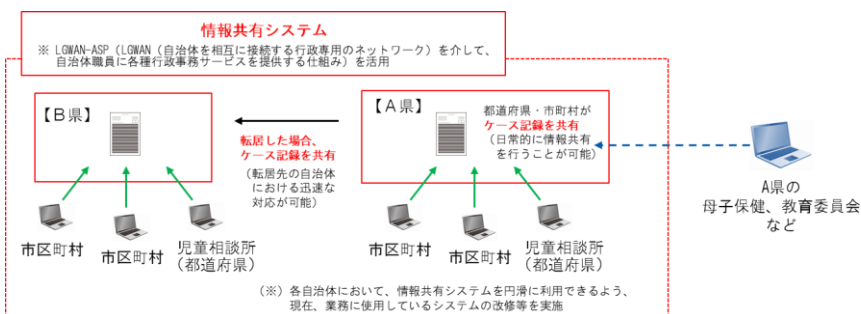 情報共有システム
※ LGWAN-ASP（LGWAN（自治体を相互に接続する行政専用のネットワーク）を介して、
自治体職員に各種行政事務サービスを提供する仕組み）を活用
【Ｂ県】
転居した場合、
ケース記録を共有
（転居先の自治体
における迅速な
対応が可能）
【Ａ県】
都道府県・市町村が
ケース記録を共有
（日常的に情報共有
を行うことが可能）
市区町村
市区町村
児童相談所
（都道府県）
市区町村
市区町村
児童相談所
（都道府県）
A県の
母子保健、教育委員会
など
（※）各自治体において、情報共有システムを円滑に利用できるよう、
現在、業務に使用しているシステムの改修等を実施